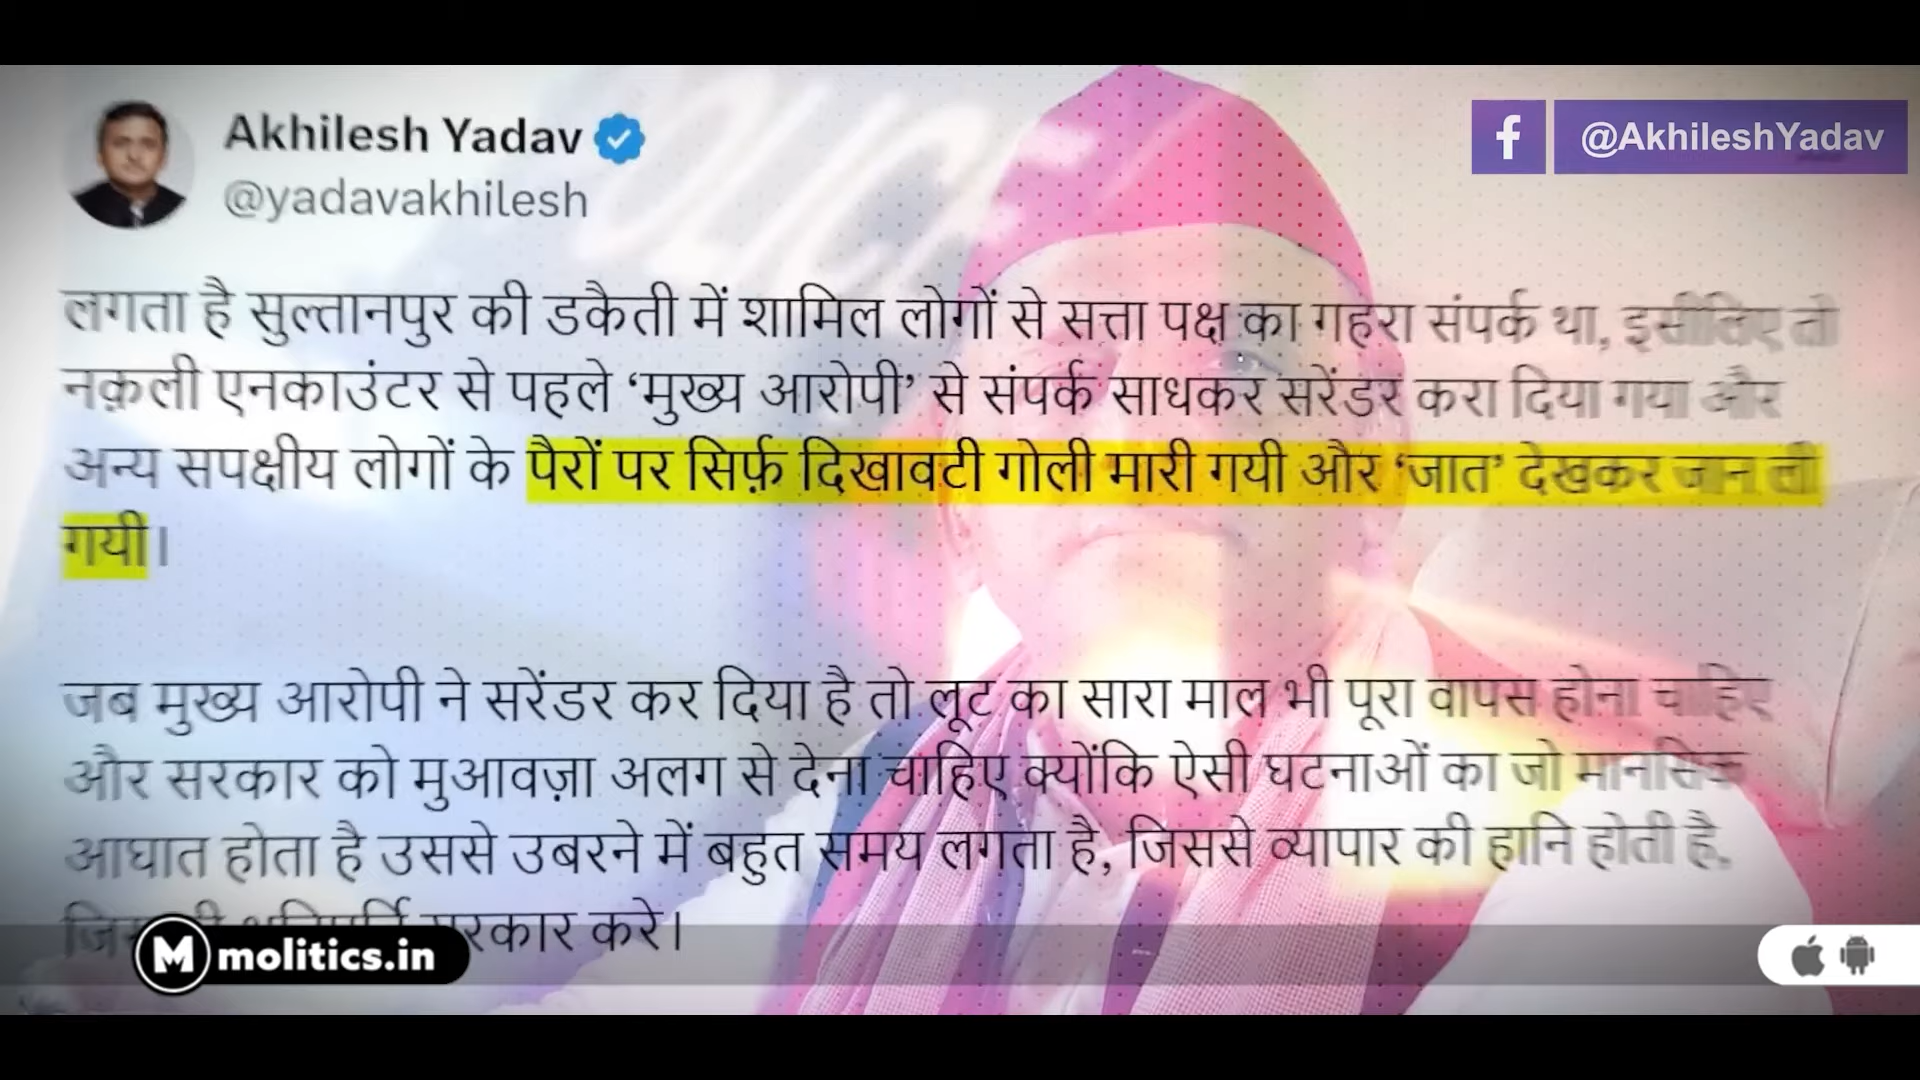 Akhilesh Yadav
@yadavakhilesh
f @AkhileshYadav
लगता है सुल्तानपुर की डकैती में शामिल लोगों से सत्ता पक्ष का गहरा संपर्क था, इसीलिए तो
नक़ली एनकाउंटर से पहले ‘मुख्य आरोपी’ से संपर्क साधकर सरेंडर करा दिया गया और
अन्य सपक्षीय लोगों के पैरों पर सिर्फ़ दिखावटी गोली मारी गयी और ‘जात’ देखकर जान ली
गयी।
जब मुख्य आरोपी ने सरेंडर कर दिया है तो लूट का सारा माल भी पूरा वापस होना चाहिए
और सरकार को मुआवज़ा अलग से देना चाहिए क्योंकि ऐसी घटनाओं का जो मानसिक
आघात होता है उससे उबरने में बहुत समय लगता है, जिससे व्यापार की हानि होती है,
करे।
M molitics.in